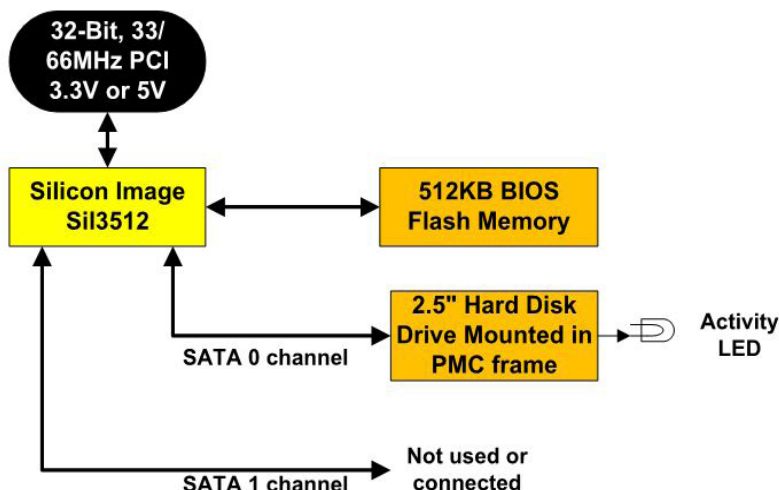 32-Bit, 33/
66MHz PCI
3.3V or 5V
Silicon Image
SiI3512
512KB BIOS
Flash Memory
2.5" Hard Disk
Drive Mounted in
PMC frame
Activity
LED
SATA 0 channel
Not used or
connected
SATA 1 channel